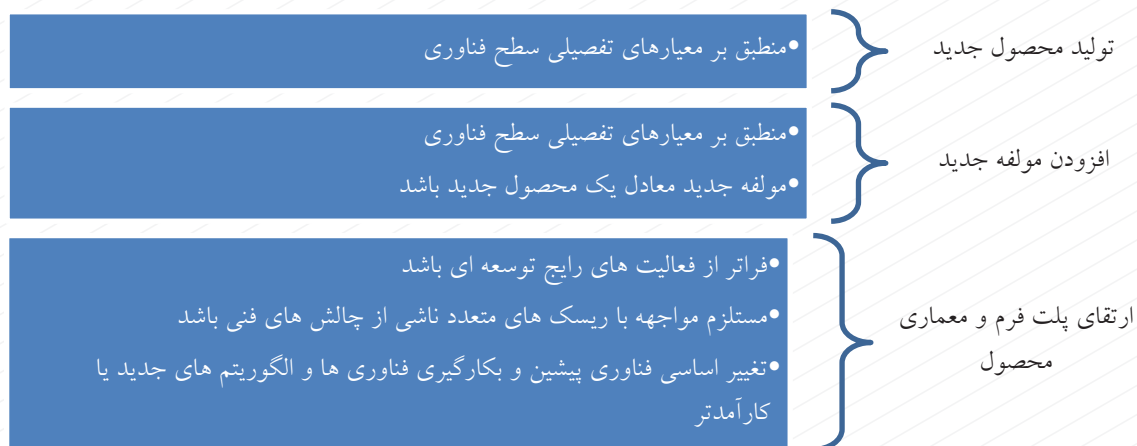 تولید محصول جدید
•منطبق بر معیارهای تفصیلی سطح فناوری
افزودن مولفه جدید
•منطبق بر معیارهای تفصیلی سطح فناوری
•مولفه جدید معادل یک محصول جدید باشد
ارتقای پلت فرم و معماری
محصول
•فراتر از فعالیت های رایج توسعه ای باشد
•مستلزم مواجهه با ریسک های متعدد ناشی از چالش های فنی باشد
•تغییر اساسی فناوری پیشین و بکارگیری فناوری ها و الگوریتم های جدید یا
کارآمدتر